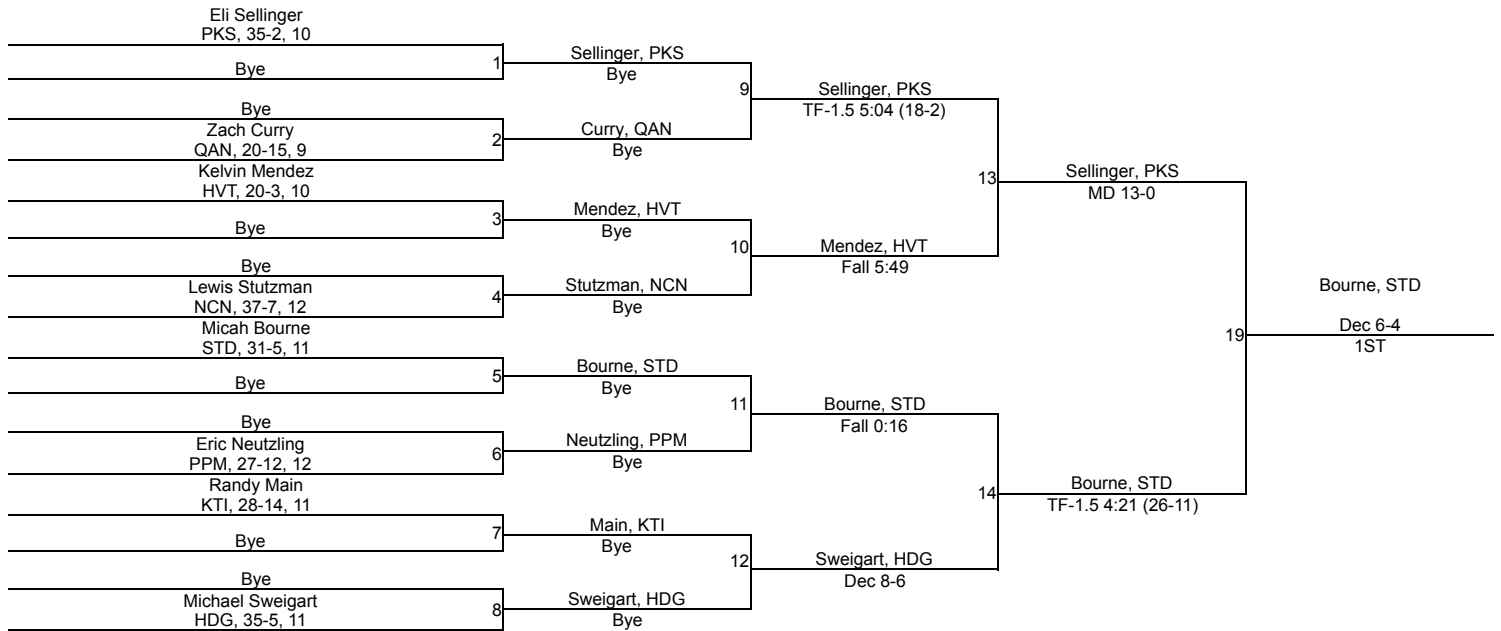 Eli Sellinger
PKS, 35-2, 10
Bye
1
Bye
Zach Curry
QAN, 20-15, 9
2
Kelvin Mendez
HVT, 20-3, 10
Bye
3
Bye
Lewis Stutzman
NCN, 37-7, 12
4
Micah Bourne
STD, 31-5, 11
Bye
5
Bye
Eric Neutzling
PPM, 27-12, 12
6
Randy Main
KTI, 28-14, 11
Bye
7
Bye
Michael Sweigart
HDG, 35-5, 11
8
Sellinger, PKS
Bye
9
Curry, QAN
Bye
Mendez, HVT
Bye
10
Stutzman, NCN
Bye
Bourne, STD
Bye
11
Neutzling, PPM
Bye
Main, KTI
Bye
12
Sweigart, HDG
Bye
Sellinger, PKS
TF-1.5 5:04 (18-2)
13
Mendez, HVT
Fall 5:49
Bourne, STD
Fall 0:16
14
Sweigart, HDG
Dec 8-6
Sellinger, PKS
MD 13-0
19
Bourne, STD
TF-1.5 4:21 (26-11)
Bourne, STD
Dec 6-4
1ST